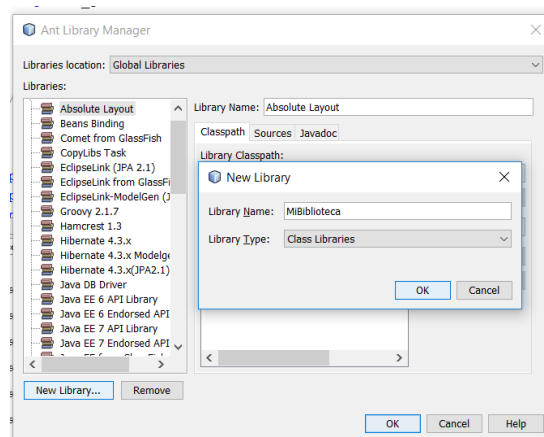 Ant Library Manager
Libraries location: Global Libraries
Libraries:
Absolute Layout
Beans Binding
Comet from GlassFish
CopyLibs Task
EclipseLink (JPA 2.1)
EclipseLink from GlassFi
EclipseLink-ModelGen (J
Groovy 2.1.7
Hamcrest 1.3
Hibernate 4.3.x
Hibernate 4.3.x Modelge
Hibernate 4.3.x(JPA2.1)
Java DB Driver
Java EE 6 API Library
Java EE 6 Endorsed API
Java EE 7 API Library
Java EE 7 Endorsed API
Library Name: Absolute Layout
Classpath Sources Javadoc
Library Classpath:
New Library
Library Name: MiBiblioteca
Library Type: Class Libraries
OK Cancel
New Library... Remove
OK Cancel Help